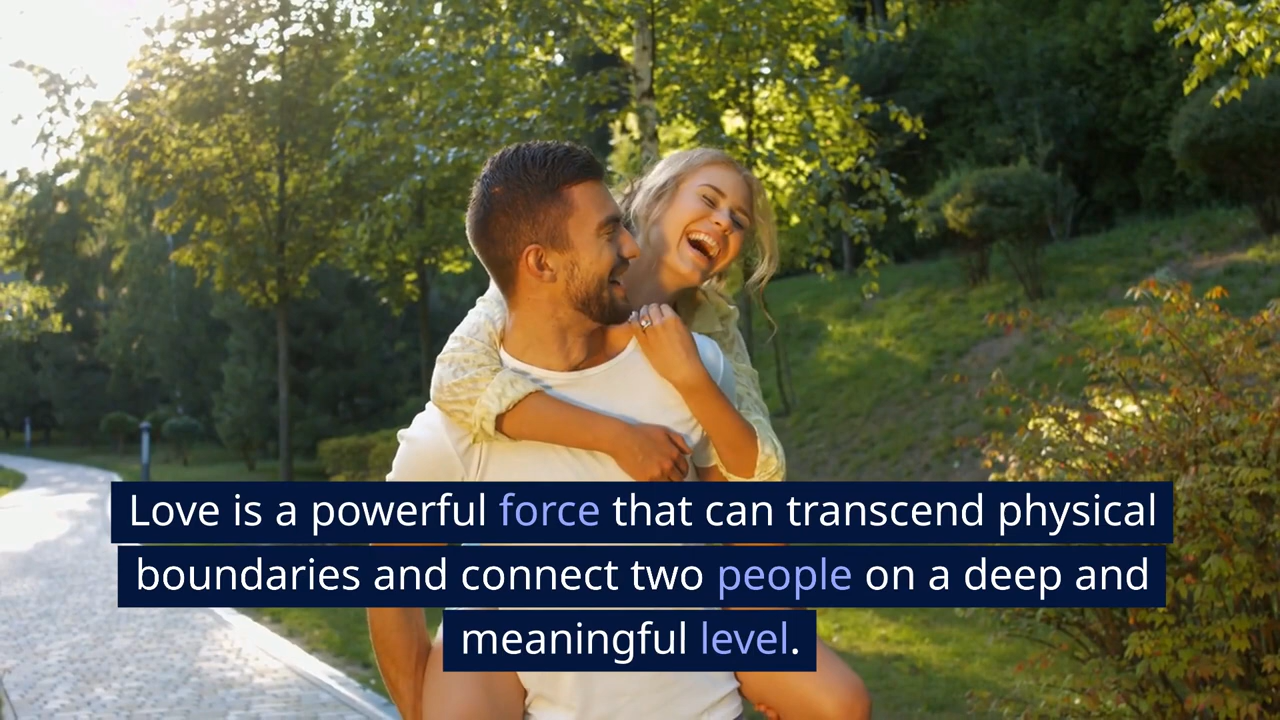 Love is a powerful force that can transcend physical
boundaries and connect two people on a deep and
meaningful level.